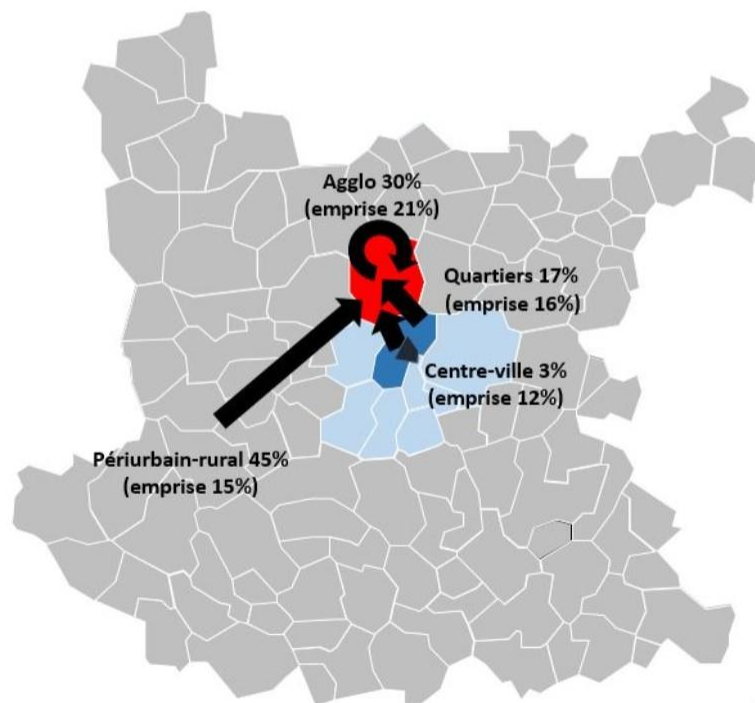 Agglo 30%
(emprise 21%)
Quartiers 17%
(emprise 16%)
Centre-ville 3%
(emprise 12%)
Périurbain-rural 45%
(emprise 15%)